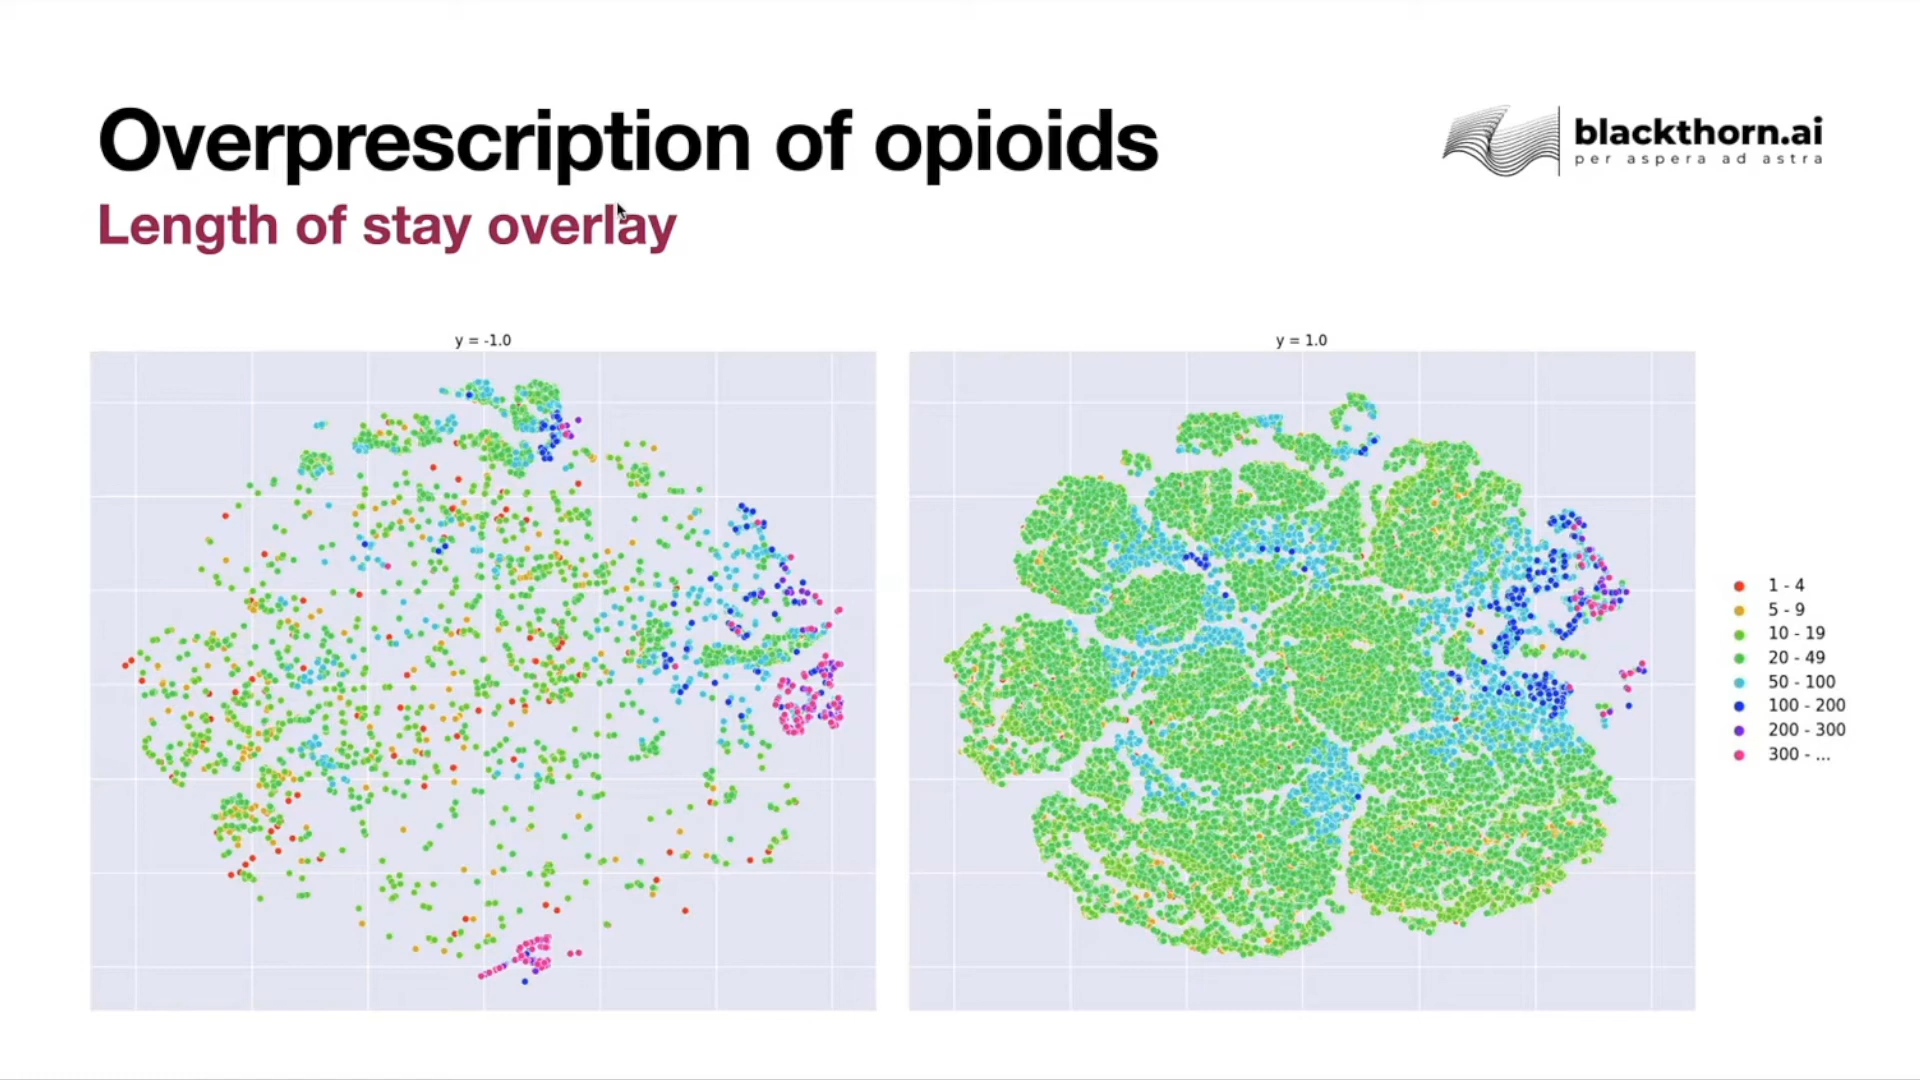 Overprescription of opioids
Length of stay overlay
blackthorn.ai
per aspera ad astra
y = -1.0
y = 1.0
1 - 4
5 - 9
10 - 19
20 - 49
50 - 100
100 - 200
200 - 300
300 - ...